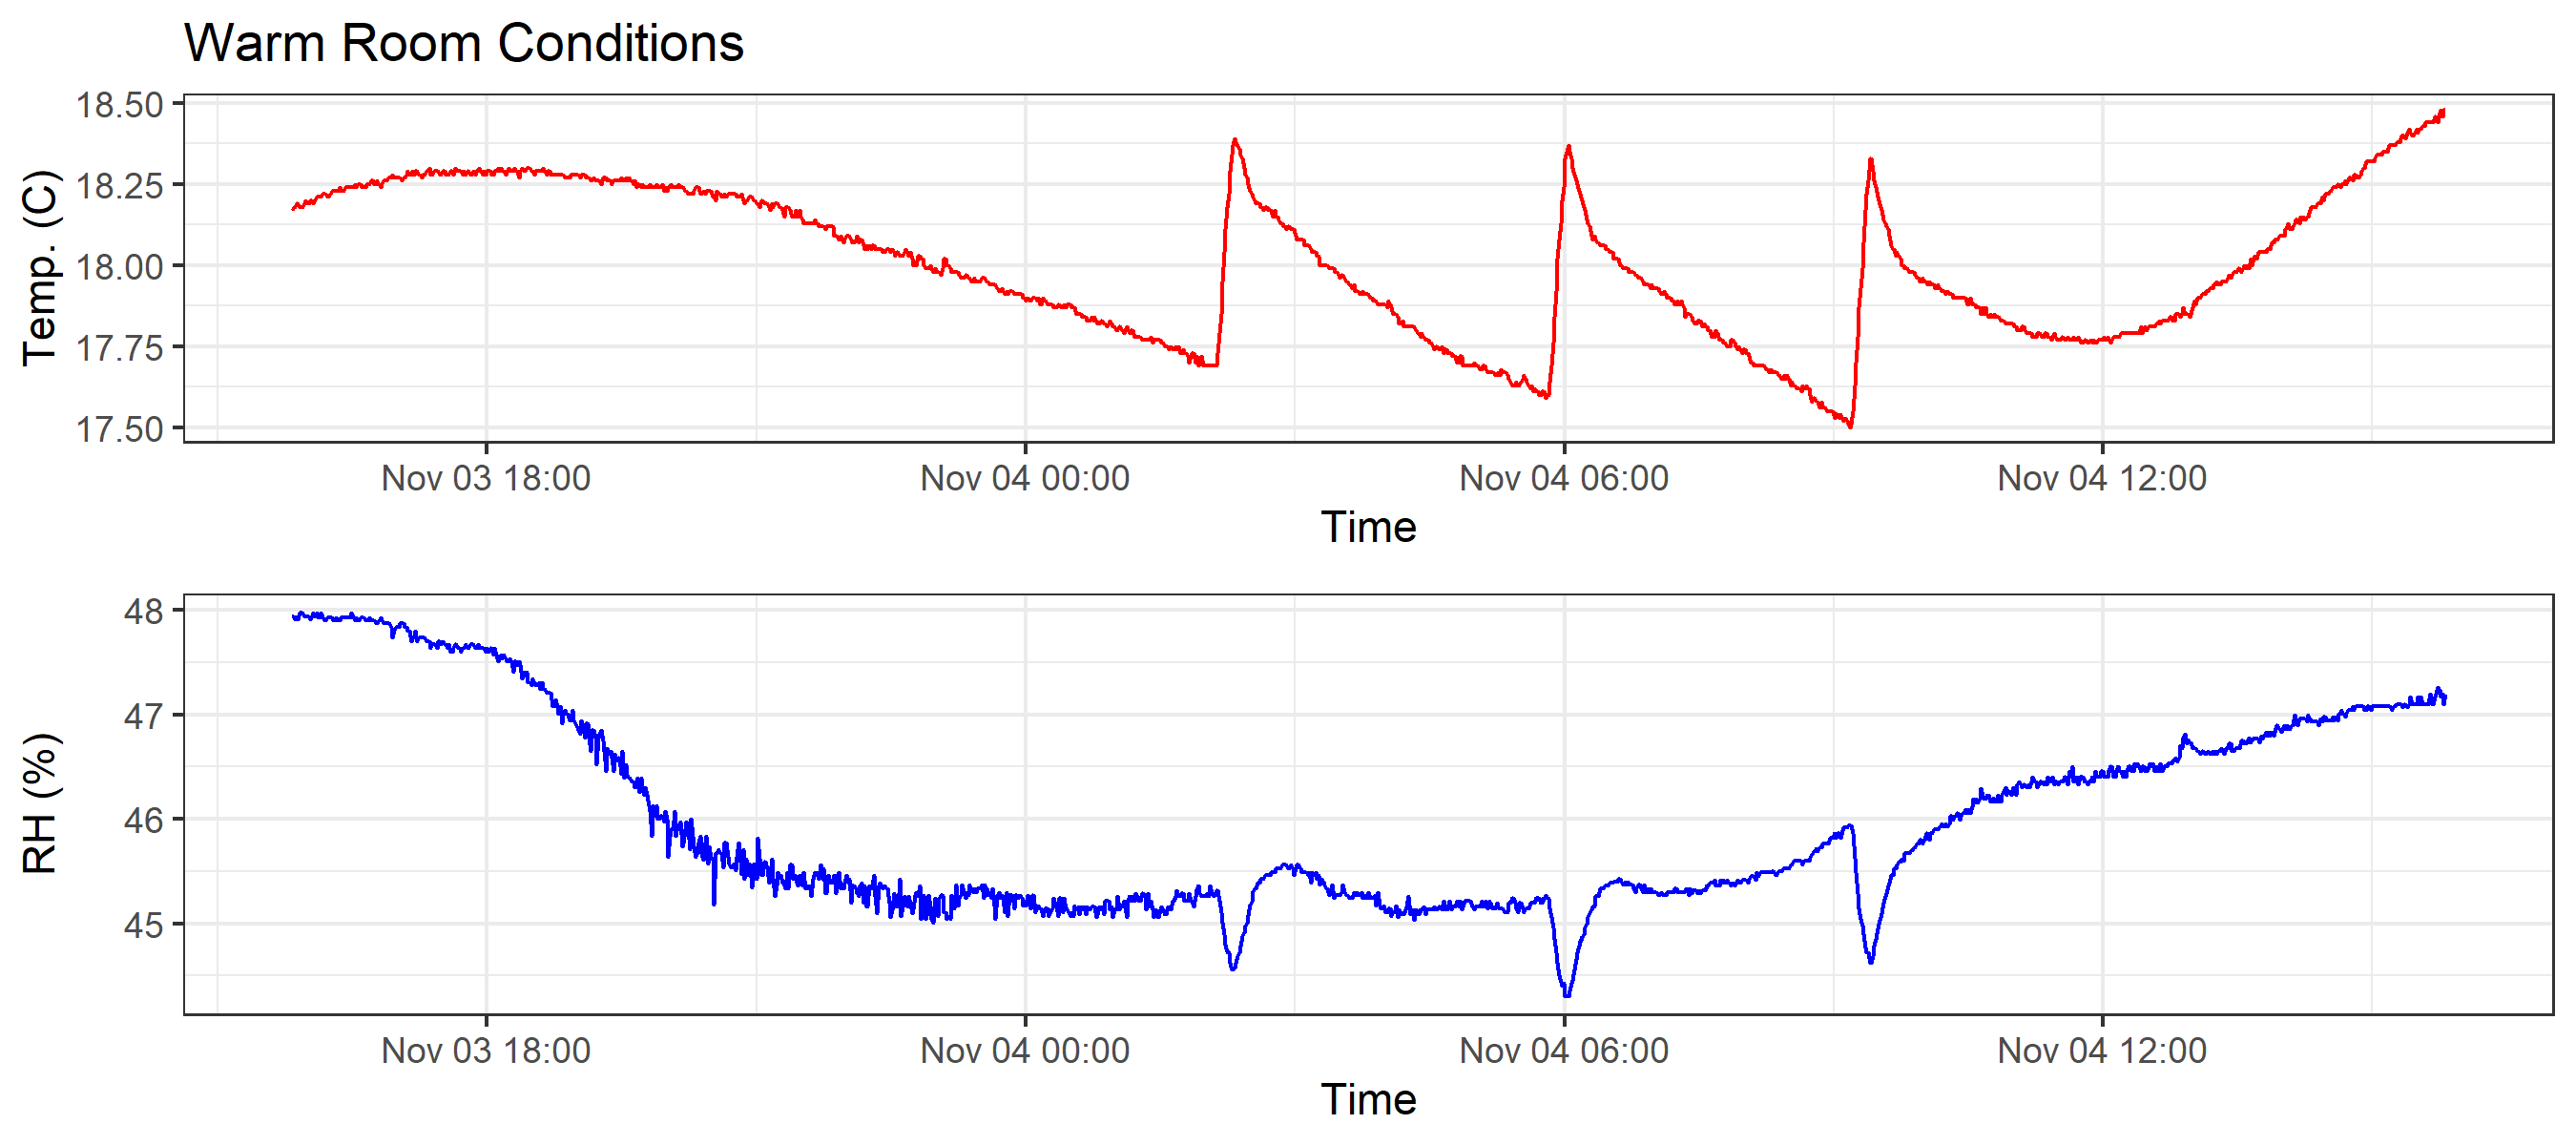 Warm Room Conditions
Temp. (C)
18.50
18.25
18.00
17.75
17.50
Nov 03 18:00 Nov 04 00:00 Nov 04 06:00 Nov 04 12:00
Time
RH (%)
48
47
46
45
Nov 03 18:00 Nov 04 00:00 Nov 04 06:00 Nov 04 12:00
Time